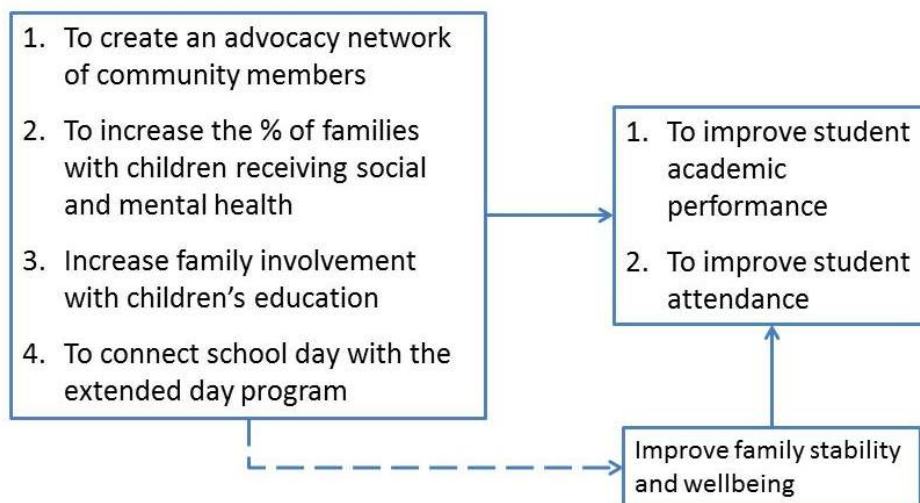 1. To create an advocacy network
of community members
2. To increase the % of families
with children receiving social
and mental health
3. Increase family involvement
with children’s education
4. To connect school day with the
extended day program
1. To improve student
academic
performance
2. To improve student
attendance
Improve family stability
and wellbeing